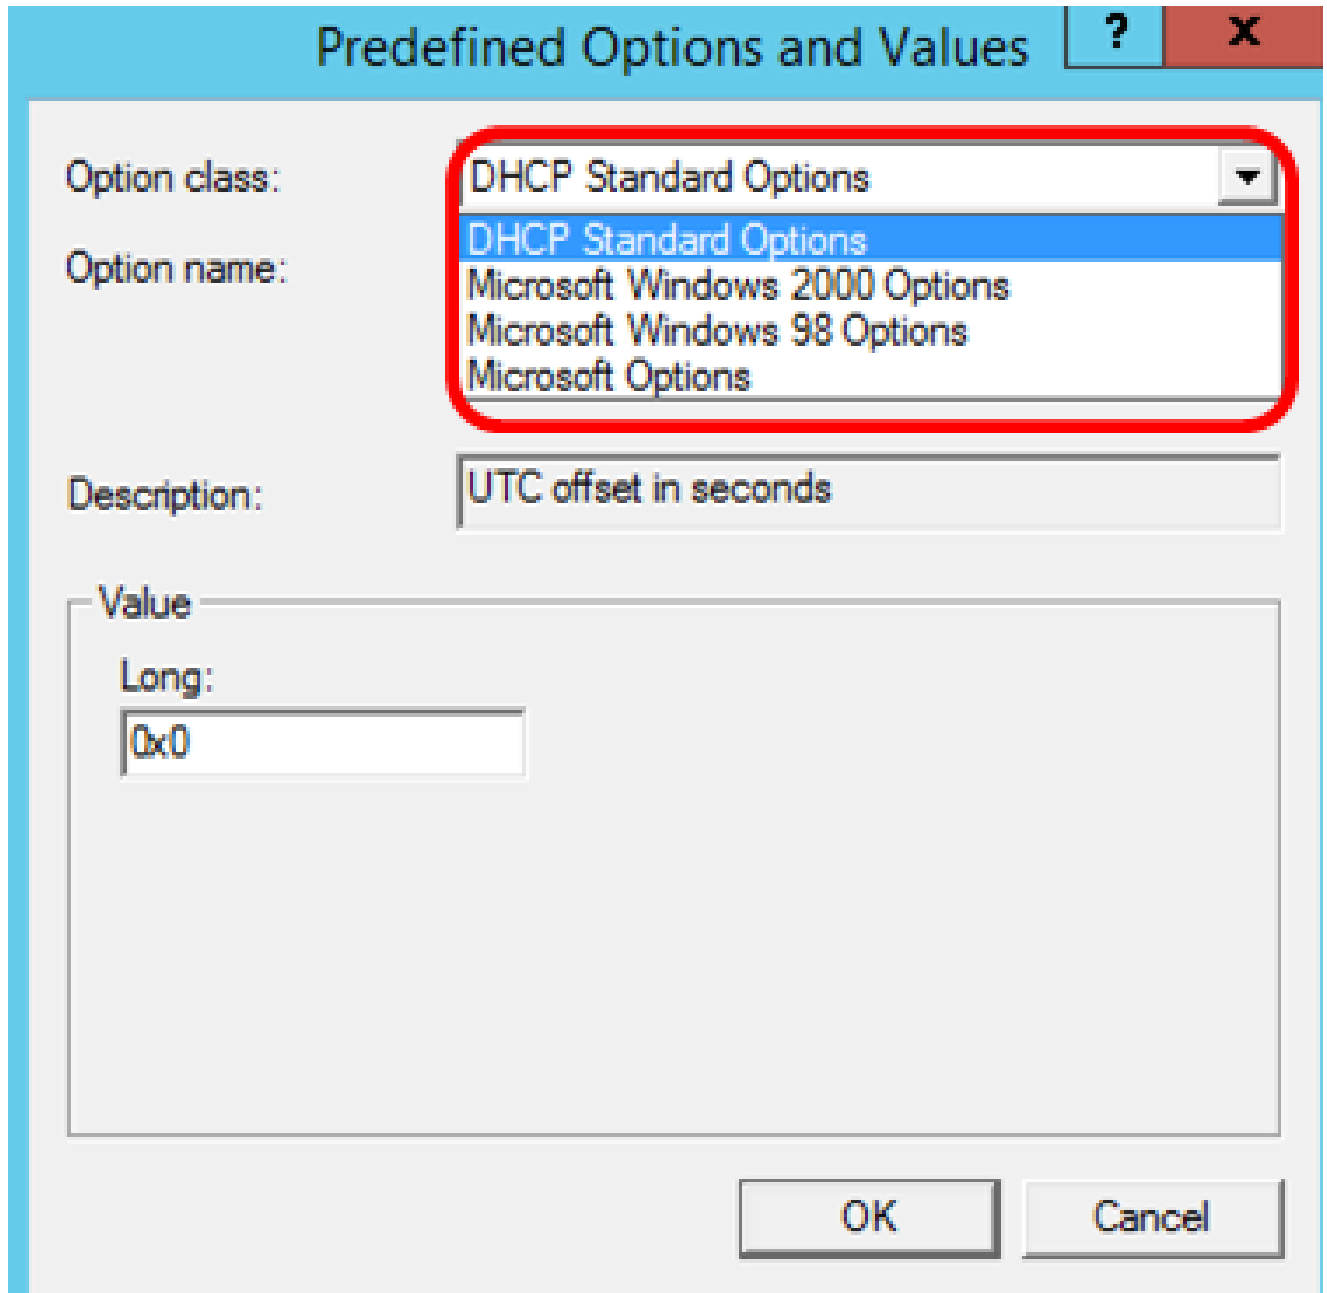 Predefined Options and Values ? x
Option class: DHCP Standard Options
DHCP Standard Options
Option name:
Microsoft Windows 2000 Options
Microsoft Windows 98 Options
Microsoft Options
Description: UTC offset in seconds
Value
Long:
0x0
OK Cancel